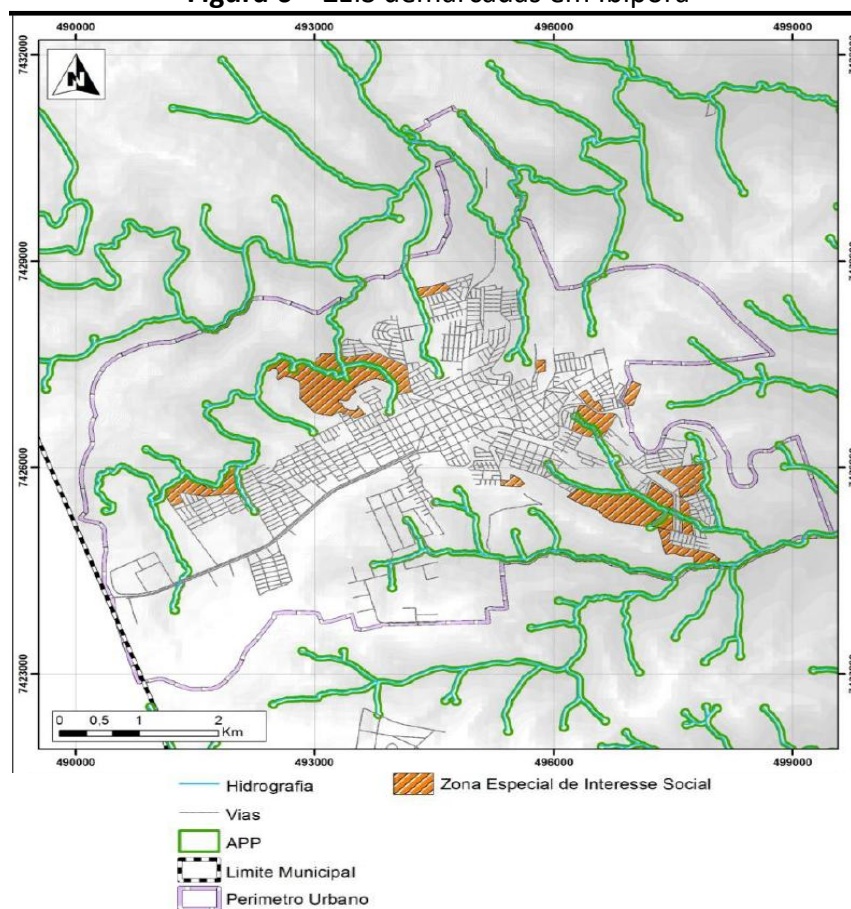 490000 493000 496000 499000
7432000
N
7429000
7426000
7423000
0 0,5 1 2
Km
490000 493000 496000 499000
Hidrografia
Zona Especial de Interesse Social
Vias
APP
Limite Municipal
Perimetro Urbano